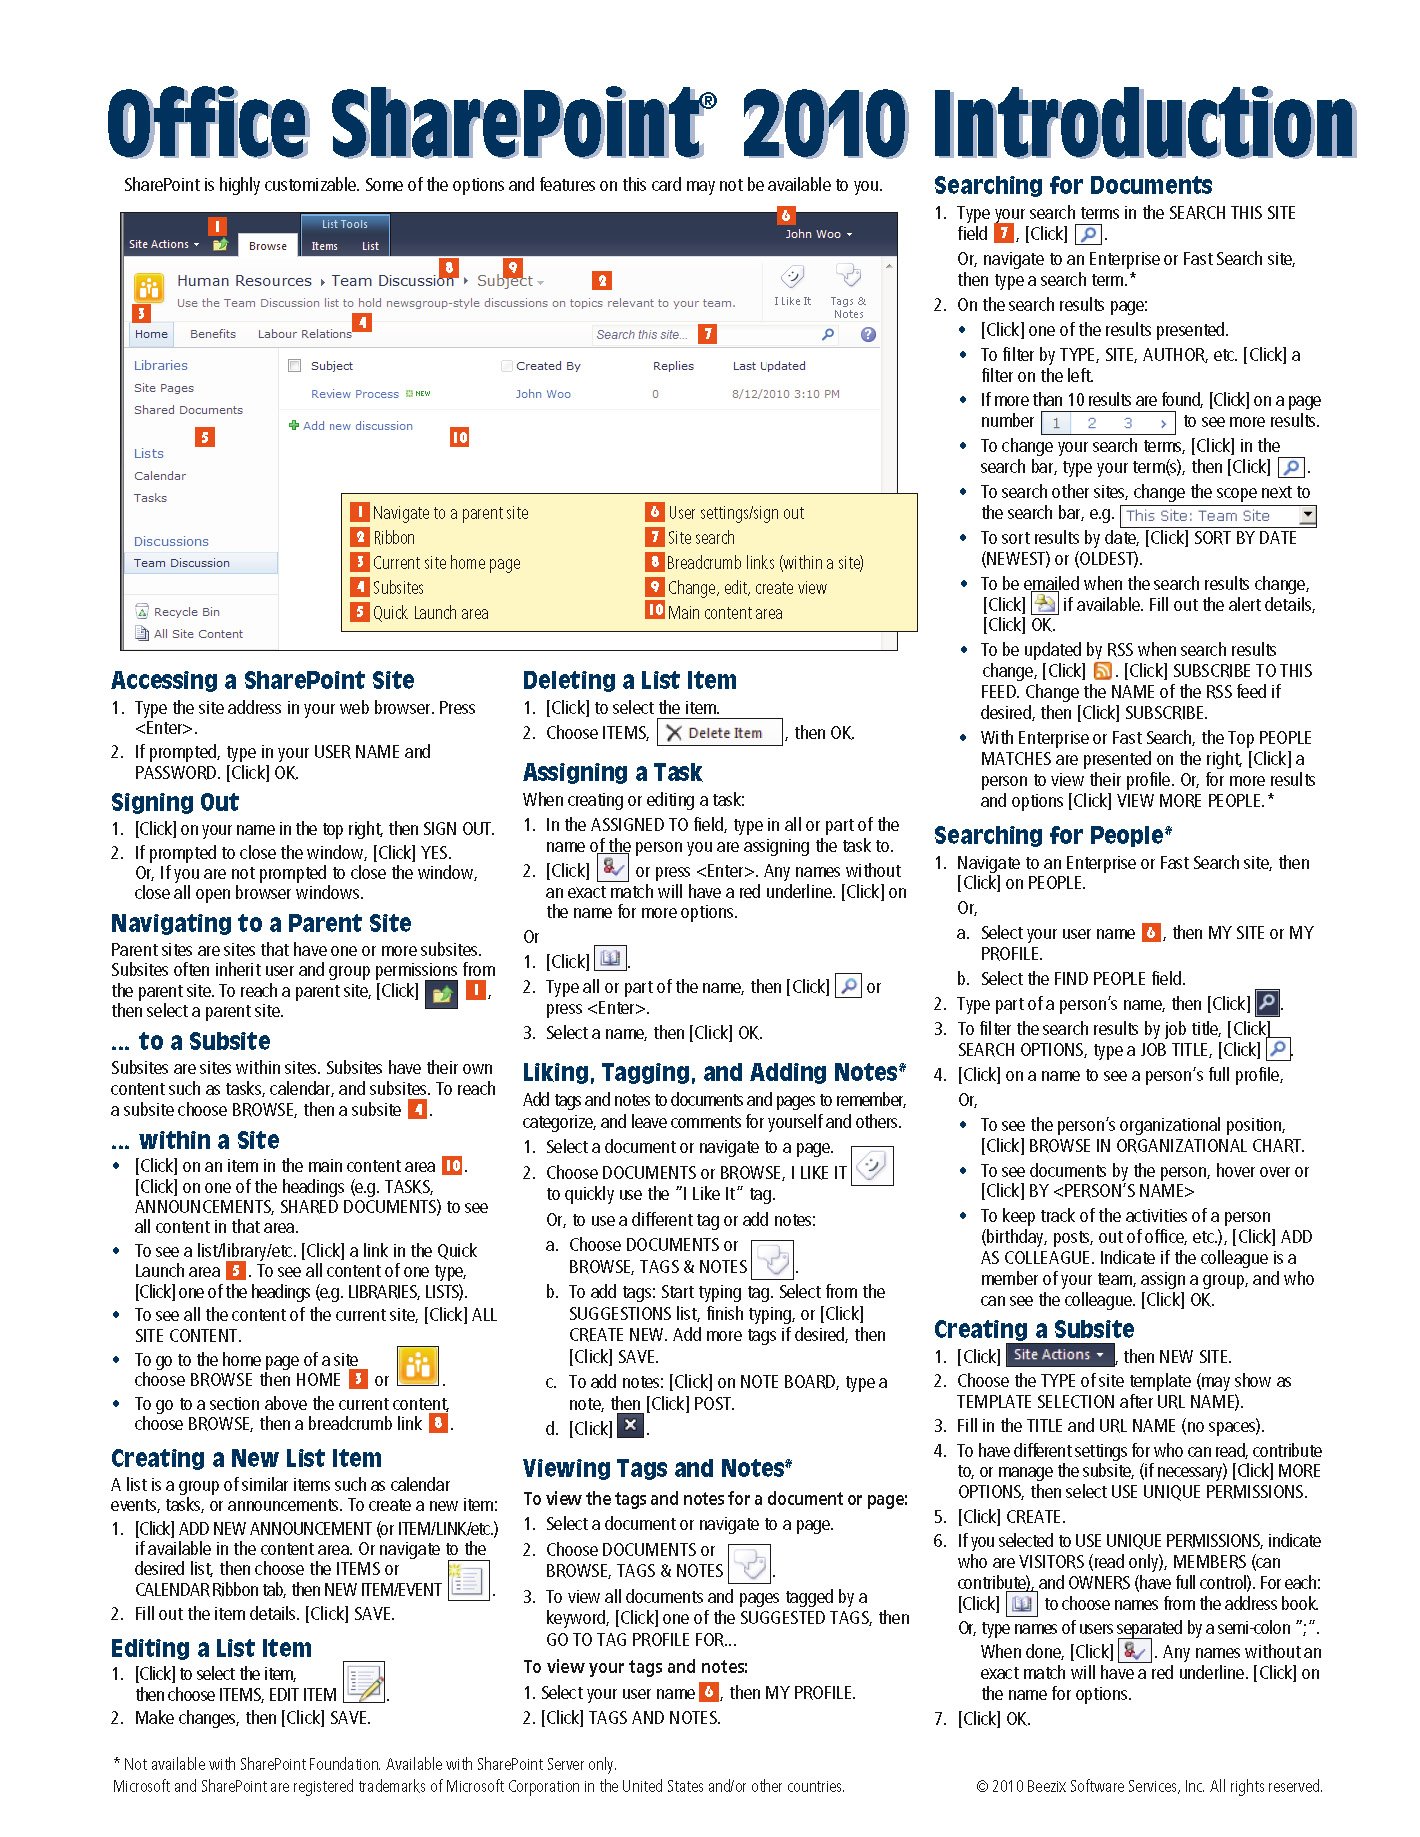 Office SharePoint® 2010 Introduction
SharePoint is highly customizable. Some of the options and features on this card may not be available to you.
List Tools
6
1
Site Actions
Browse
Items
List
John Woo
8
9
Human Resources › Team Discussion › Subject
2
Use the Team Discussion list to hold newsgroup-style discussions on topics relevant to your team.
I Like It
Tags &
Notes
3
4
Home
Benefits
Labour Relations
Search this site...
7
Libraries
Subject
Created By
Replies
Last Updated
Site Pages
Review Process
NEW
John Woo
0
8/12/2010 3:10 PM
Shared Documents
Add new discussion
5
10
Lists
Calendar
Tasks
Discussions
Team Discussion
Recycle Bin
All Site Content
1 Navigate to a parent site
2 Ribbon
3 Current site home page
4 Subsites
5 Quick Launch area
6 User settings/sign out
7 Site search
8 Breadcrumb links (within a site)
9 Change, edit, create view
10 Main content area
Accessing a SharePoint Site
1. Type the site address in your web browser. Press
<Enter>.
2. If prompted, type in your USER NAME and
PASSWORD. [Click] OK.
Signing Out
1. [Click] on your name in the top right, then SIGN OUT.
2. If prompted to close the window, [Click] YES.
Or, If you are not prompted to close the window,
close all open browser windows.
Navigating to a Parent Site
Parent sites are sites that have one or more subsites.
Subsites often inherit user and group permissions from
the parent site. To reach a parent site, [Click] 1,
then select a parent site.
... to a Subsite
Subsites are sites within sites. Subsites have their own
content such as tasks, calendar, and subsites. To reach
a subsite choose BROWSE, then a subsite 4.
... within a Site
• [Click] on an item in the main content area 10.
[Click] on one of the headings (e.g. TASKS,
ANNOUNCEMENTS, SHARED DOCUMENTS) to see
all content in that area.
• To see a list/library/etc. [Click] a link in the Quick
Launch area 5. To see all content of one type,
[Click] one of the headings (e.g. LIBRARIES, LISTS).
• To see all the content of the current site, [Click] ALL
SITE CONTENT.
• To go to the home page of a site
choose BROWSE then HOME 3 or .
• To go to a section above the current content,
choose BROWSE, then a breadcrumb link 8.
Creating a New List Item
A list is a group of similar items such as calendar
events, tasks, or announcements. To create a new item:
1. [Click] ADD NEW ANNOUNCEMENT (or ITEM/LINK/etc.)
if available in the content area. Or navigate to the
desired list, then choose the ITEMS or
CALENDAR Ribbon tab, then NEW ITEM/EVENT .
2. Fill out the item details. [Click] SAVE.
Editing a List Item
1. [Click] to select the item,
then choose ITEMS, EDIT ITEM .
2. Make changes, then [Click] SAVE.
Deleting a List Item
1. [Click] to select the item.
2. Choose ITEMS, Delete Item , then OK.
Assigning a Task
When creating or editing a task:
1. In the ASSIGNED TO field, type in all or part of the
name of the person you are assigning the task to.
2. [Click] or press <Enter>. Any names without
an exact match will have a red underline. [Click] on
the name for more options.
Or
1. [Click] .
2. Type all or part of the name, then [Click] or
press <Enter>.
3. Select a name, then [Click] OK.
Liking, Tagging, and Adding Notes*
Add tags and notes to documents and pages to remember,
categorize, and leave comments for yourself and others.
1. Select a document or navigate to a page.
2. Choose DOCUMENTS or BROWSE, I LIKE IT
to quickly use the "I Like It" tag.
Or, to use a different tag or add notes:
a. Choose DOCUMENTS or
BROWSE, TAGS & NOTES .
b. To add tags: Start typing tag. Select from the
SUGGESTIONS list, finish typing, or [Click]
CREATE NEW. Add more tags if desired, then
[Click] SAVE.
c. To add notes: [Click] on NOTE BOARD, type a
note, then [Click] POST.
d. [Click] .
Viewing Tags and Notes*
To view the tags and notes for a document or page:
1. Select a document or navigate to a page.
2. Choose DOCUMENTS or
BROWSE, TAGS & NOTES .
3. To view all documents and pages tagged by a
keyword, [Click] one of the SUGGESTED TAGS, then
GO TO TAG PROFILE FOR...
To view your tags and notes:
1. Select your user name 6, then MY PROFILE.
2. [Click] TAGS AND NOTES.
Searching for Documents
1. Type your search terms in the SEARCH THIS SITE
field 7, [Click] .
Or, navigate to an Enterprise or Fast Search site,
then type a search term.*
2. On the search results page:
• [Click] one of the results presented.
• To filter by TYPE, SITE, AUTHOR, etc. [Click] a
filter on the left.
• If more than 10 results are found, [Click] on a page
number 1 2 3 › to see more results.
• To change your search terms, [Click] in the
search bar, type your term(s), then [Click] .
• To search other sites, change the scope next to
the search bar, e.g. This Site: Team Site
• To sort results by date, [Click] SORT BY DATE
(NEWEST) or (OLDEST).
• To be emailed when the search results change,
[Click] if available. Fill out the alert details,
[Click] OK.
• To be updated by RSS when search results
change, [Click] . [Click] SUBSCRIBE TO THIS
FEED. Change the NAME of the RSS feed if
desired, then [Click] SUBSCRIBE.
• With Enterprise or Fast Search, the Top PEOPLE
MATCHES are presented on the right, [Click] a
person to view their profile. Or, for more results
and options [Click] VIEW MORE PEOPLE.*
Searching for People*
1. Navigate to an Enterprise or Fast Search site, then
[Click] on PEOPLE.
Or,
a. Select your user name 6, then MY SITE or MY
PROFILE.
b. Select the FIND PEOPLE field.
2. Type part of a person's name, then [Click] .
3. To filter the search results by job title, [Click]
SEARCH OPTIONS, type a JOB TITLE, [Click] .
4. [Click] on a name to see a person's full profile,
Or,
• To see the person's organizational position,
[Click] BROWSE IN ORGANIZATIONAL CHART.
• To see documents by the person, hover over or
[Click] BY <PERSON'S NAME>
• To keep track of the activities of a person
(birthday, posts, out of office, etc.), [Click] ADD
AS COLLEAGUE. Indicate if the colleague is a
member of your team, assign a group, and who
can see the colleague. [Click] OK.
Creating a Subsite
1. [Click] Site Actions , then NEW SITE.
2. Choose the TYPE of site template (may show as
TEMPLATE SELECTION after URL NAME).
3. Fill in the TITLE and URL NAME (no spaces).
4. To have different settings for who can read, contribute
to, or manage the subsite, (if necessary) [Click] MORE
OPTIONS, then select USE UNIQUE PERMISSIONS.
5. [Click] CREATE.
6. If you selected to USE UNIQUE PERMISSIONS, indicate
who are VISITORS (read only), MEMBERS (can
contribute), and OWNERS (have full control). For each:
[Click] to choose names from the address book.
Or, type names of users separated by a semi-colon ";".
When done, [Click] . Any names without an
exact match will have a red underline. [Click] on
the name for options.
7. [Click] OK.
* Not available with SharePoint Foundation. Available with SharePoint Server only.
Microsoft and SharePoint are registered trademarks of Microsoft Corporation in the United States and/or other countries.
© 2010 Beezix Software Services, Inc. All rights reserved.